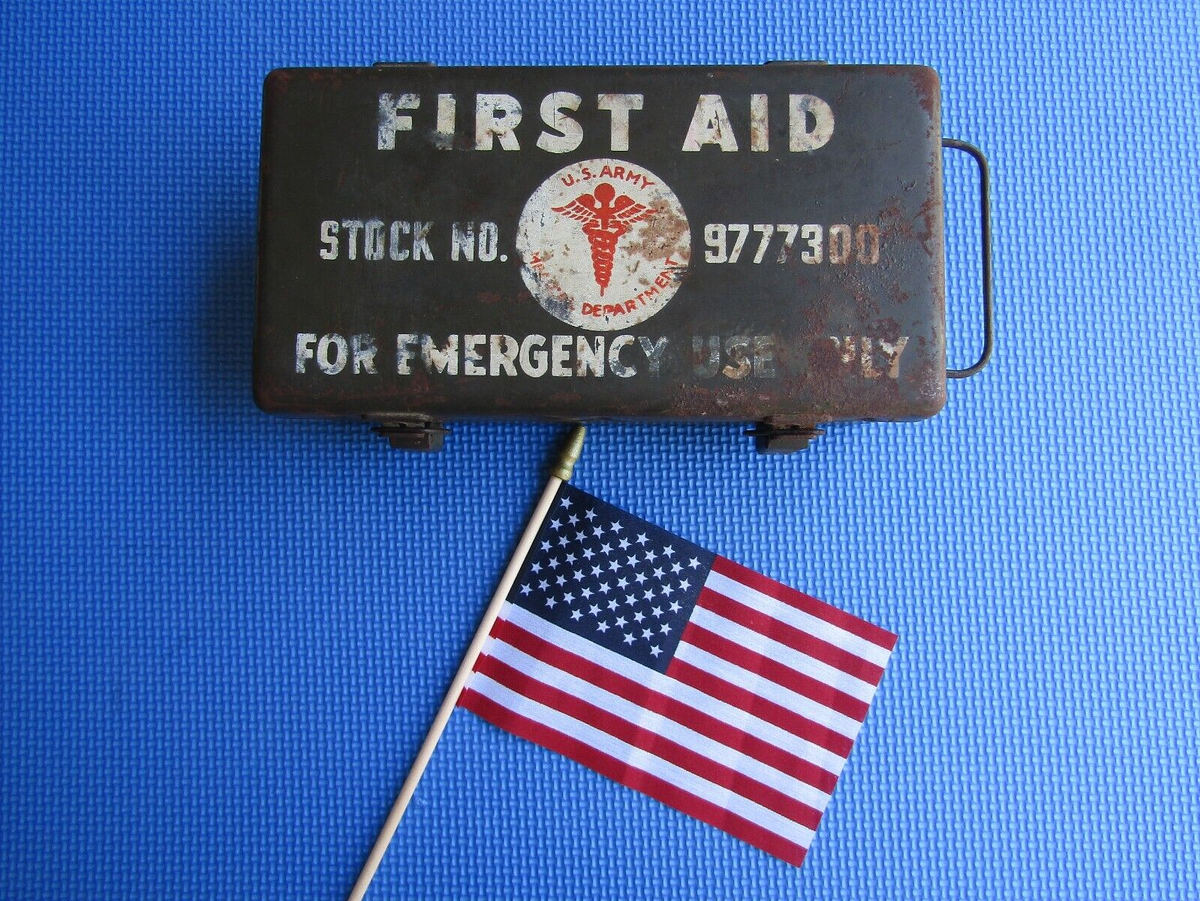 FIRST AID
U.S. ARMY
STOCK NO. 9777300
DEPARTMENT
FOR EMERGENCY USE